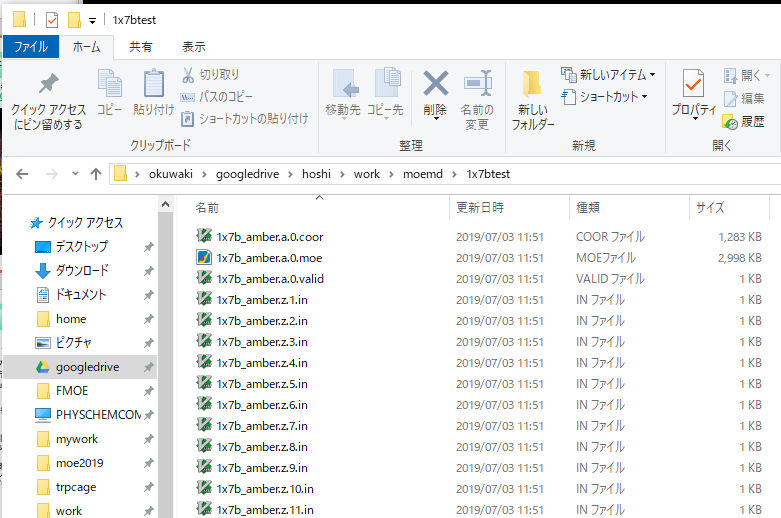 1x7btest
ファイル ホーム 共有 表示
クイック アクセス
にピン留めする
コピー
貼り付け
切り取り
パスのコピー
ショートカットの貼り付け
クリップボード
移動先
コピー先
削除
名前の
変更
整理
新しい
フォルダー
新しいアイテム
ショートカット
新規
プロパティ
開く
編集
履歴
開く
okuwaki > googledrive > hoshi > work > moemd > 1x7btest
クイック アクセス
デスクトップ
ダウンロード
ドキュメント
home
ピクチャ
googledrive
FMOE
PHYSCHEMCOM
mywork
moe2019
trpcage
work
名前 更新日時 種類 サイズ
1x7b_amber.a.0.coor 2019/07/03 11:51 COOR ファイル 1,283 KB
1x7b_amber.a.0.moe 2019/07/03 11:51 MOEファイル 2,998 KB
1x7b_amber.a.0.valid 2019/07/03 11:51 VALID ファイル 1 KB
1x7b_amber.z.1.in 2019/07/03 11:51 IN ファイル 1 KB
1x7b_amber.z.2.in 2019/07/03 11:51 IN ファイル 1 KB
1x7b_amber.z.3.in 2019/07/03 11:51 IN ファイル 1 KB
1x7b_amber.z.4.in 2019/07/03 11:51 IN ファイル 1 KB
1x7b_amber.z.5.in 2019/07/03 11:51 IN ファイル 1 KB
1x7b_amber.z.6.in 2019/07/03 11:51 IN ファイル 1 KB
1x7b_amber.z.7.in 2019/07/03 11:51 IN ファイル 1 KB
1x7b_amber.z.8.in 2019/07/03 11:51 IN ファイル 1 KB
1x7b_amber.z.9.in 2019/07/03 11:51 IN ファイル 1 KB
1x7b_amber.z.10.in 2019/07/03 11:51 IN ファイル 1 KB
1x7b_amber.z.11.in 2019/07/03 11:51 IN ファイル 1 KB